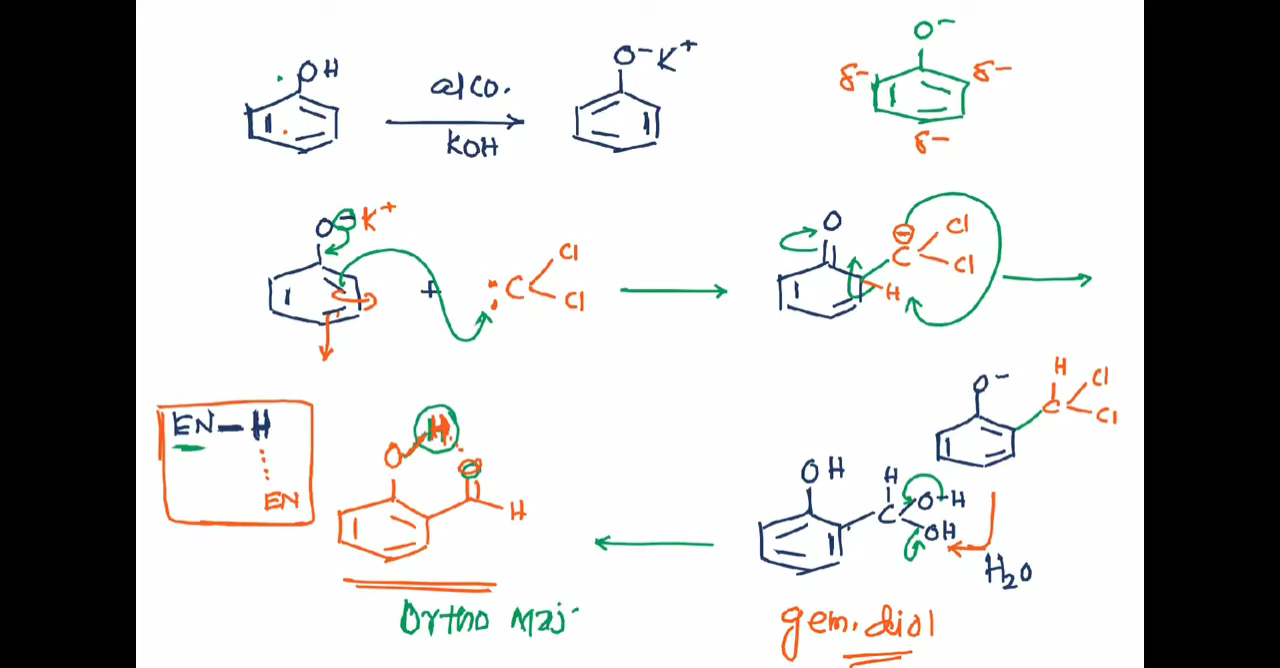 OH
alco.
KOH
O⁻K⁺
O⁻
δ⁻ δ⁻
δ⁻
O⁻K⁺
+
:C
Cl
Cl
O
⊖
C
Cl
Cl
H
O⁻
H
C
Cl
Cl
EN–H
EN
O–H
O
H
Ortho Maj.
OH
H
C
O–H
OH
H₂O
gem. diol